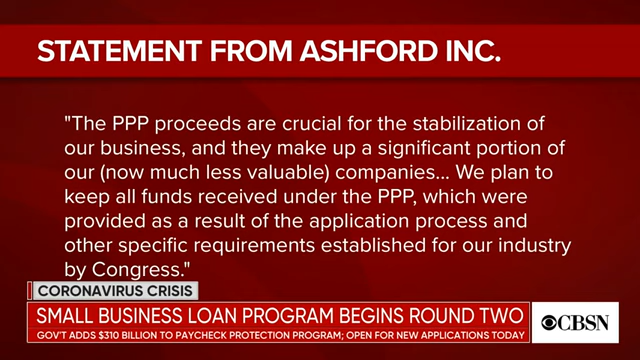 STATEMENT FROM ASHFORD INC.
"The PPP proceeds are crucial for the stabilization of
our business, and they make up a significant portion of
our (now much less valuable) companies... We plan to
keep all funds received under the PPP, which were
provided as a result of the application process and
other specific requirements established for our industry
by Congress."
CORONAVIRUS CRISIS
SMALL BUSINESS LOAN PROGRAM BEGINS ROUND TWO
GOV'T ADDS $310 BILLION TO PAYCHECK PROTECTION PROGRAM; OPEN FOR NEW APPLICATIONS TODAY
CBSN